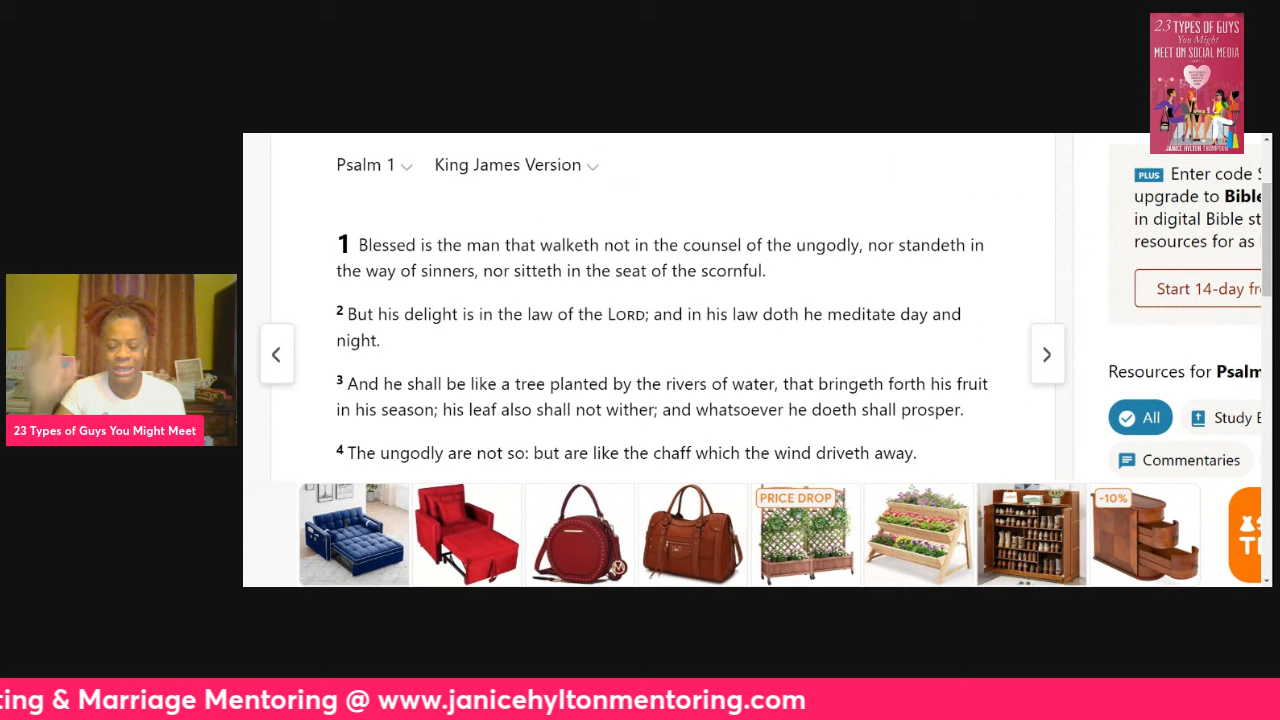 23 TYPES OF GUYS
You Might
MEET ON SOCIAL MEDIA
JANICE HYLTON THOMPSON
Psalm 1
King James Version
1 Blessed is the man that walketh not in the counsel of the ungodly, nor standeth in
the way of sinners, nor sitteth in the seat of the scornful.
2 But his delight is in the law of the LORD; and in his law doth he meditate day and
night.
3 And he shall be like a tree planted by the rivers of water, that bringeth forth his fruit
in his season; his leaf also shall not wither; and whatsoever he doeth shall prosper.
4 The ungodly are not so: but are like the chaff which the wind driveth away.
PLUS Enter code
upgrade to Bible
in digital Bible st
resources for as
Start 14-day fr
Resources for Psalm
All
Study
Commentaries
23 Types of Guys You Might Meet
PRICE DROP
-10%
ting & Marriage Mentoring @ www.janicehyltonmentoring.com